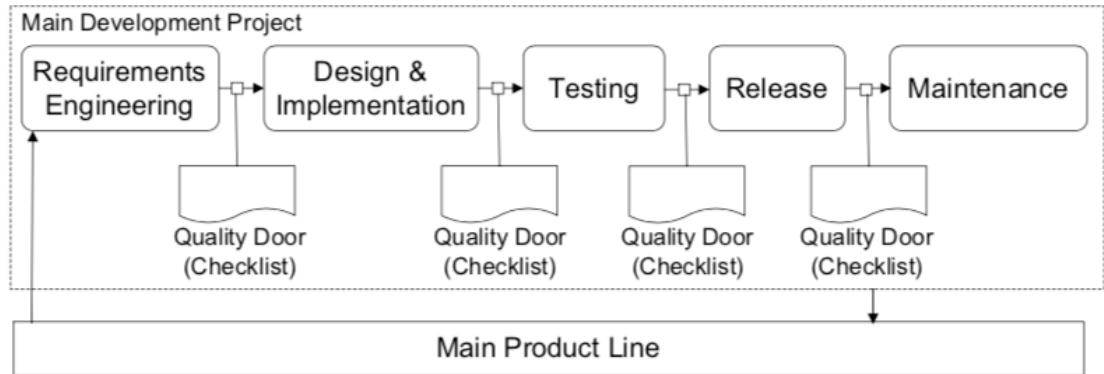 Main Development Project
Requirements
Engineering
Design &
Implementation
Testing
Release
Maintenance
Quality Door
(Checklist)
Quality Door
(Checklist)
Quality Door
(Checklist)
Quality Door
(Checklist)
Main Product Line